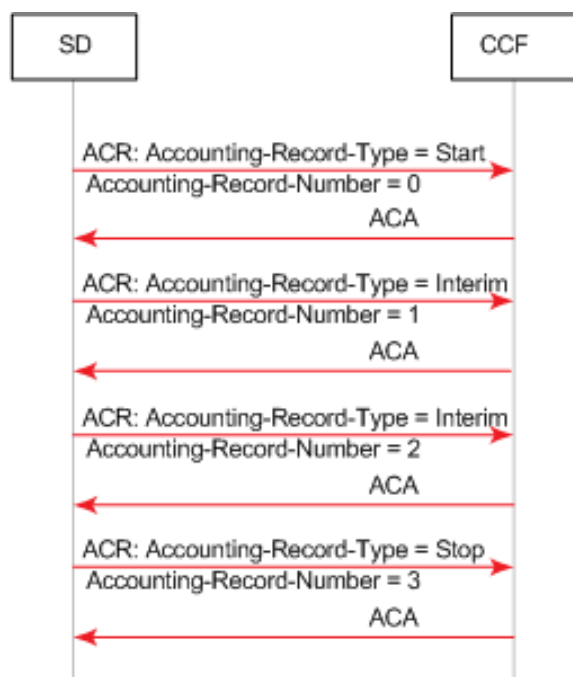 SD
CCF
ACR: Accounting-Record-Type = Start
Accounting-Record-Number = 0
ACA
ACR: Accounting-Record-Type = Interim
Accounting-Record-Number = 1
ACA
ACR: Accounting-Record-Type = Interim
Accounting-Record-Number = 2
ACA
ACR: Accounting-Record-Type = Stop
Accounting-Record-Number = 3
ACA